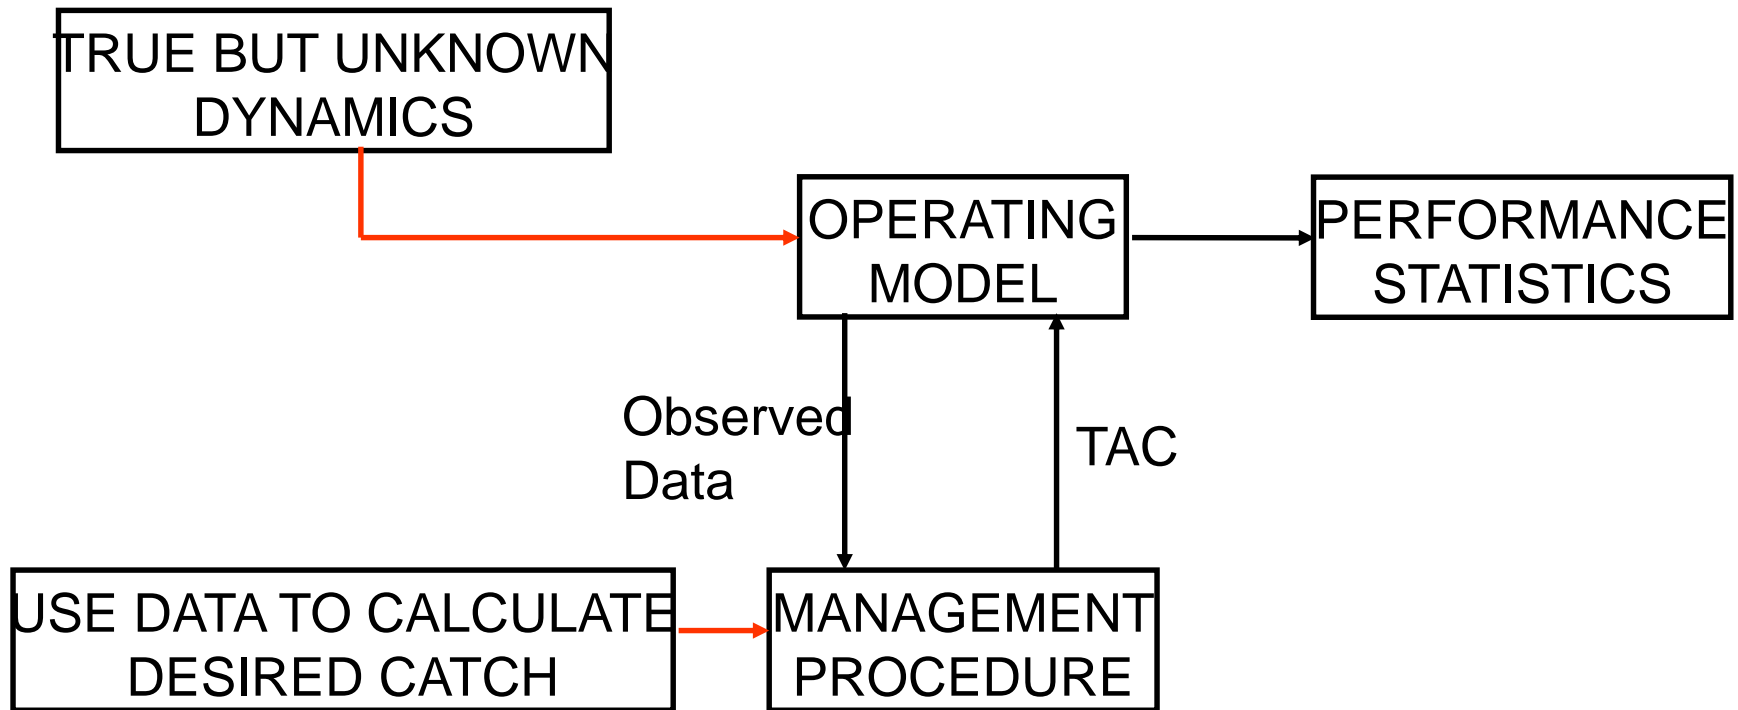 TRUE BUT UNKNOWN
DYNAMICS
OPERATING
MODEL
PERFORMANCE
STATISTICS
Observed
Data
TAC
USE DATA TO CALCULATE
DESIRED CATCH
MANAGEMENT
PROCEDURE